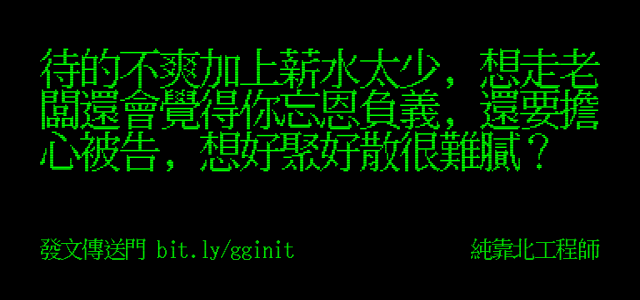 待的不爽加上薪水太少，想走老
闆還會覺得你忘恩負義，還要擔
心被告，想好聚好散很難膩？
發文傳送門 bit.ly/gginit 純靠北工程師